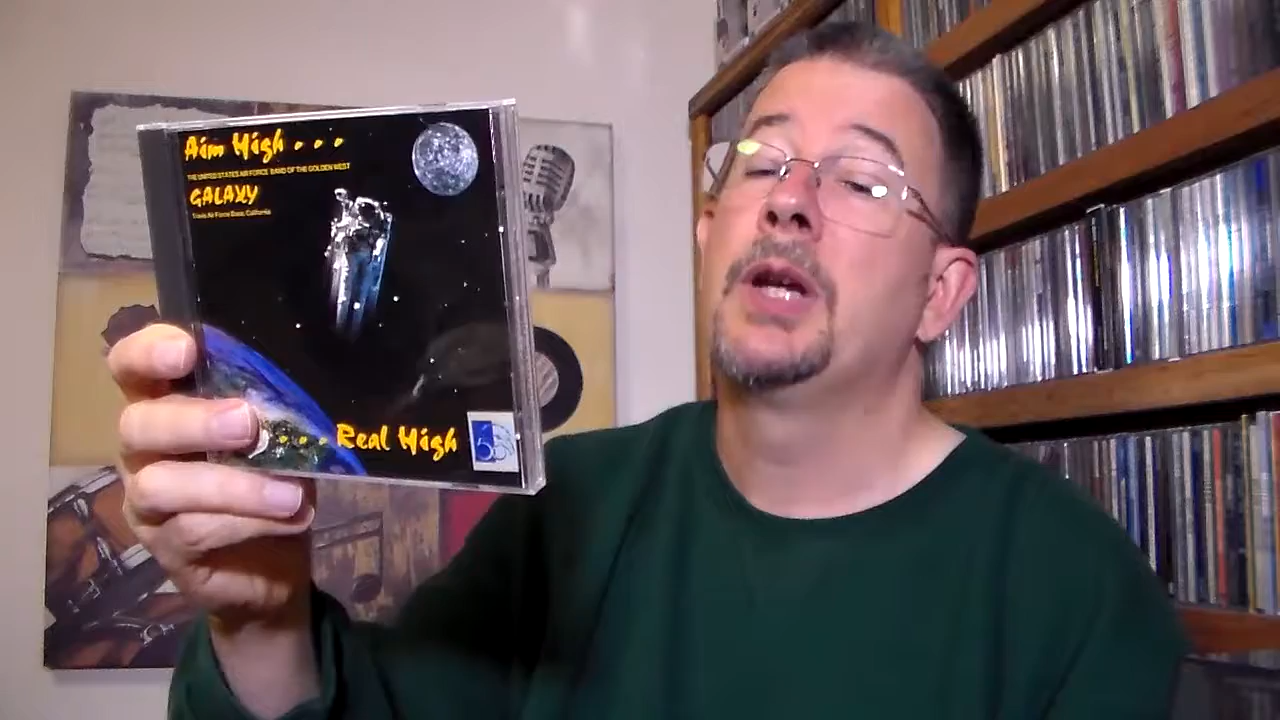 Aim High . . .
THE UNITED STATES AIR FORCE BAND OF THE GOLDEN WEST
GALAXY
Travis Air Force Base, California
. . . Real High
50